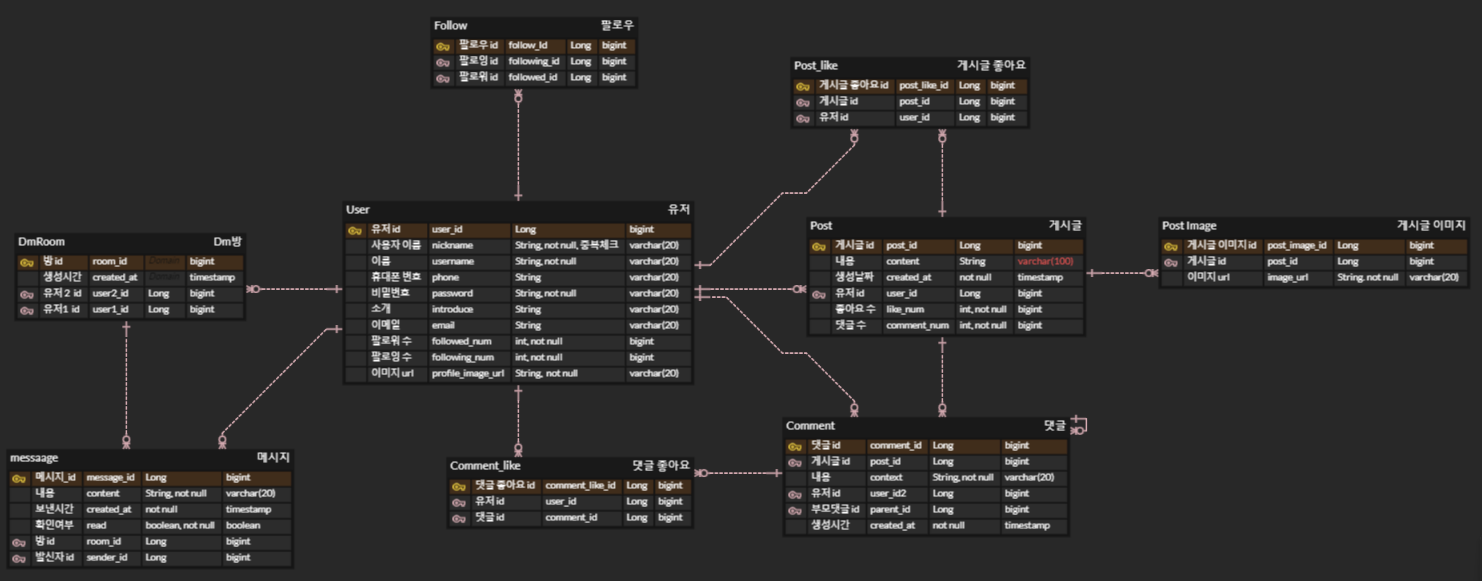 Follow 팔로우
팔로우 id follow_Id Long bigint
팔로잉 id following_id Long bigint
팔로워 id followed_id Long bigint
Post_like 게시글 좋아요
게시글 좋아요 id post_like_id Long bigint
게시글 id post_id Long bigint
유저 id user_id Long bigint
User 유저
유저 id user_id Long bigint
사용자 이름 nickname String, not null, 중복체크 varchar(20)
이름 username String, not null varchar(20)
휴대폰 번호 phone String varchar(20)
비밀번호 password String, not null varchar(20)
소개 introduce String varchar(20)
이메일 email String varchar(20)
팔로워 수 followed_num int, not null bigint
팔로잉 수 following_num int, not null bigint
이미지 url profile_image_url String, not null varchar(20)
Post 게시글
게시글 id post_id Long bigint
내용 content String varchar(100)
생성날짜 created_at not null timestamp
유저 id user_id Long bigint
좋아요 수 like_num int, not null bigint
댓글 수 comment_num int, not null bigint
Post Image 게시글 이미지
게시글 이미지 id post_image_id Long bigint
게시글 id post_id Long bigint
이미지 url image_url String, not null varchar(20)
DmRoom Dm방
방 id room_id Domain bigint
생성시간 created_at Domain timestamp
유저 2 id user2_id Long bigint
유저1 id user1_id Long bigint
messaage 메시지
메시지_id message_id Long bigint
내용 content String, not null varchar(20)
보낸시간 created_at not null timestamp
확인여부 read boolean, not null boolean
방 id room_id Long bigint
발신자 id sender_id Long bigint
Comment_like 댓글 좋아요
댓글 좋아요 id comment_like_id Long bigint
유저 id user_id Long bigint
댓글 id comment_id Long bigint
Comment 댓글
댓글 id comment_id Long bigint
게시글 id post_id Long bigint
내용 context String, not null varchar(20)
유저 id user_id2 Long bigint
부모댓글 id parent_id Long bigint
생성시간 created_at not null timestamp